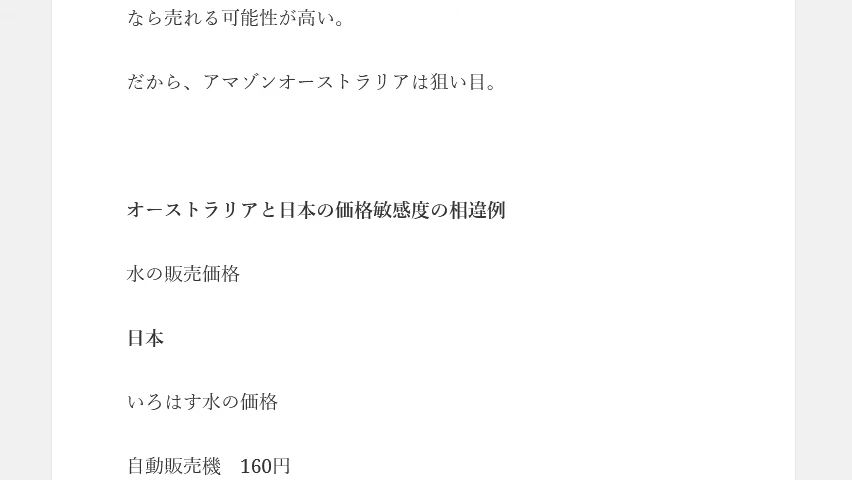 なら売れる可能性が高い。
だから、アマゾンオーストラリアは狙い目。
オーストラリアと日本の価格敏感度の相違例
水の販売価格
日本
いろはす水の価格
自動販売機　160円